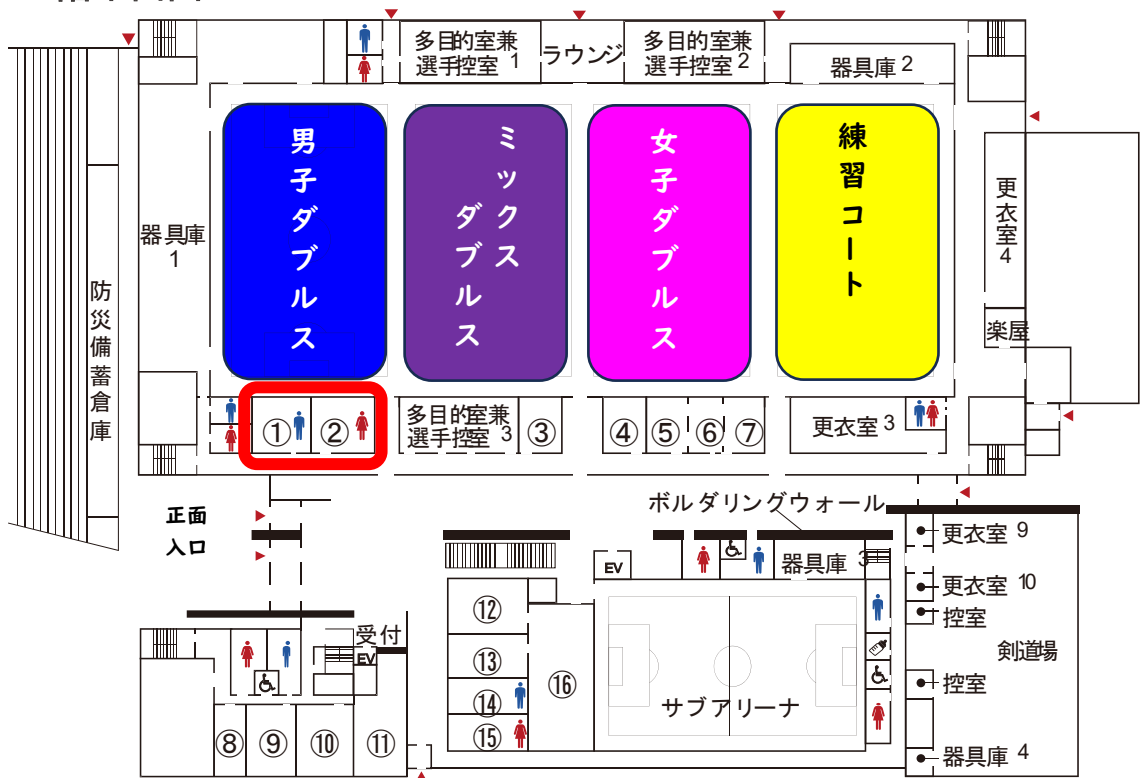 多目的室兼
選手控室 1
ラウンジ
多目的室兼
選手控室 2
器具庫 2
男子ダブルス
ミックス
ダブルス
女子ダブルス
練習コート
器具庫
1
更衣室 4
楽屋
防災備蓄倉庫
①
②
多目的室兼
選手控室 3
③
④
⑤
⑥
⑦
更衣室 3
正面
入口
ボルダリングウォール
EV
器具庫 3
更衣室 9
更衣室 10
控室
剣道場
控室
器具庫 4
受付
EV
⑧
⑨
⑩
⑪
⑫
⑬
⑭
⑮
⑯
サブアリーナ